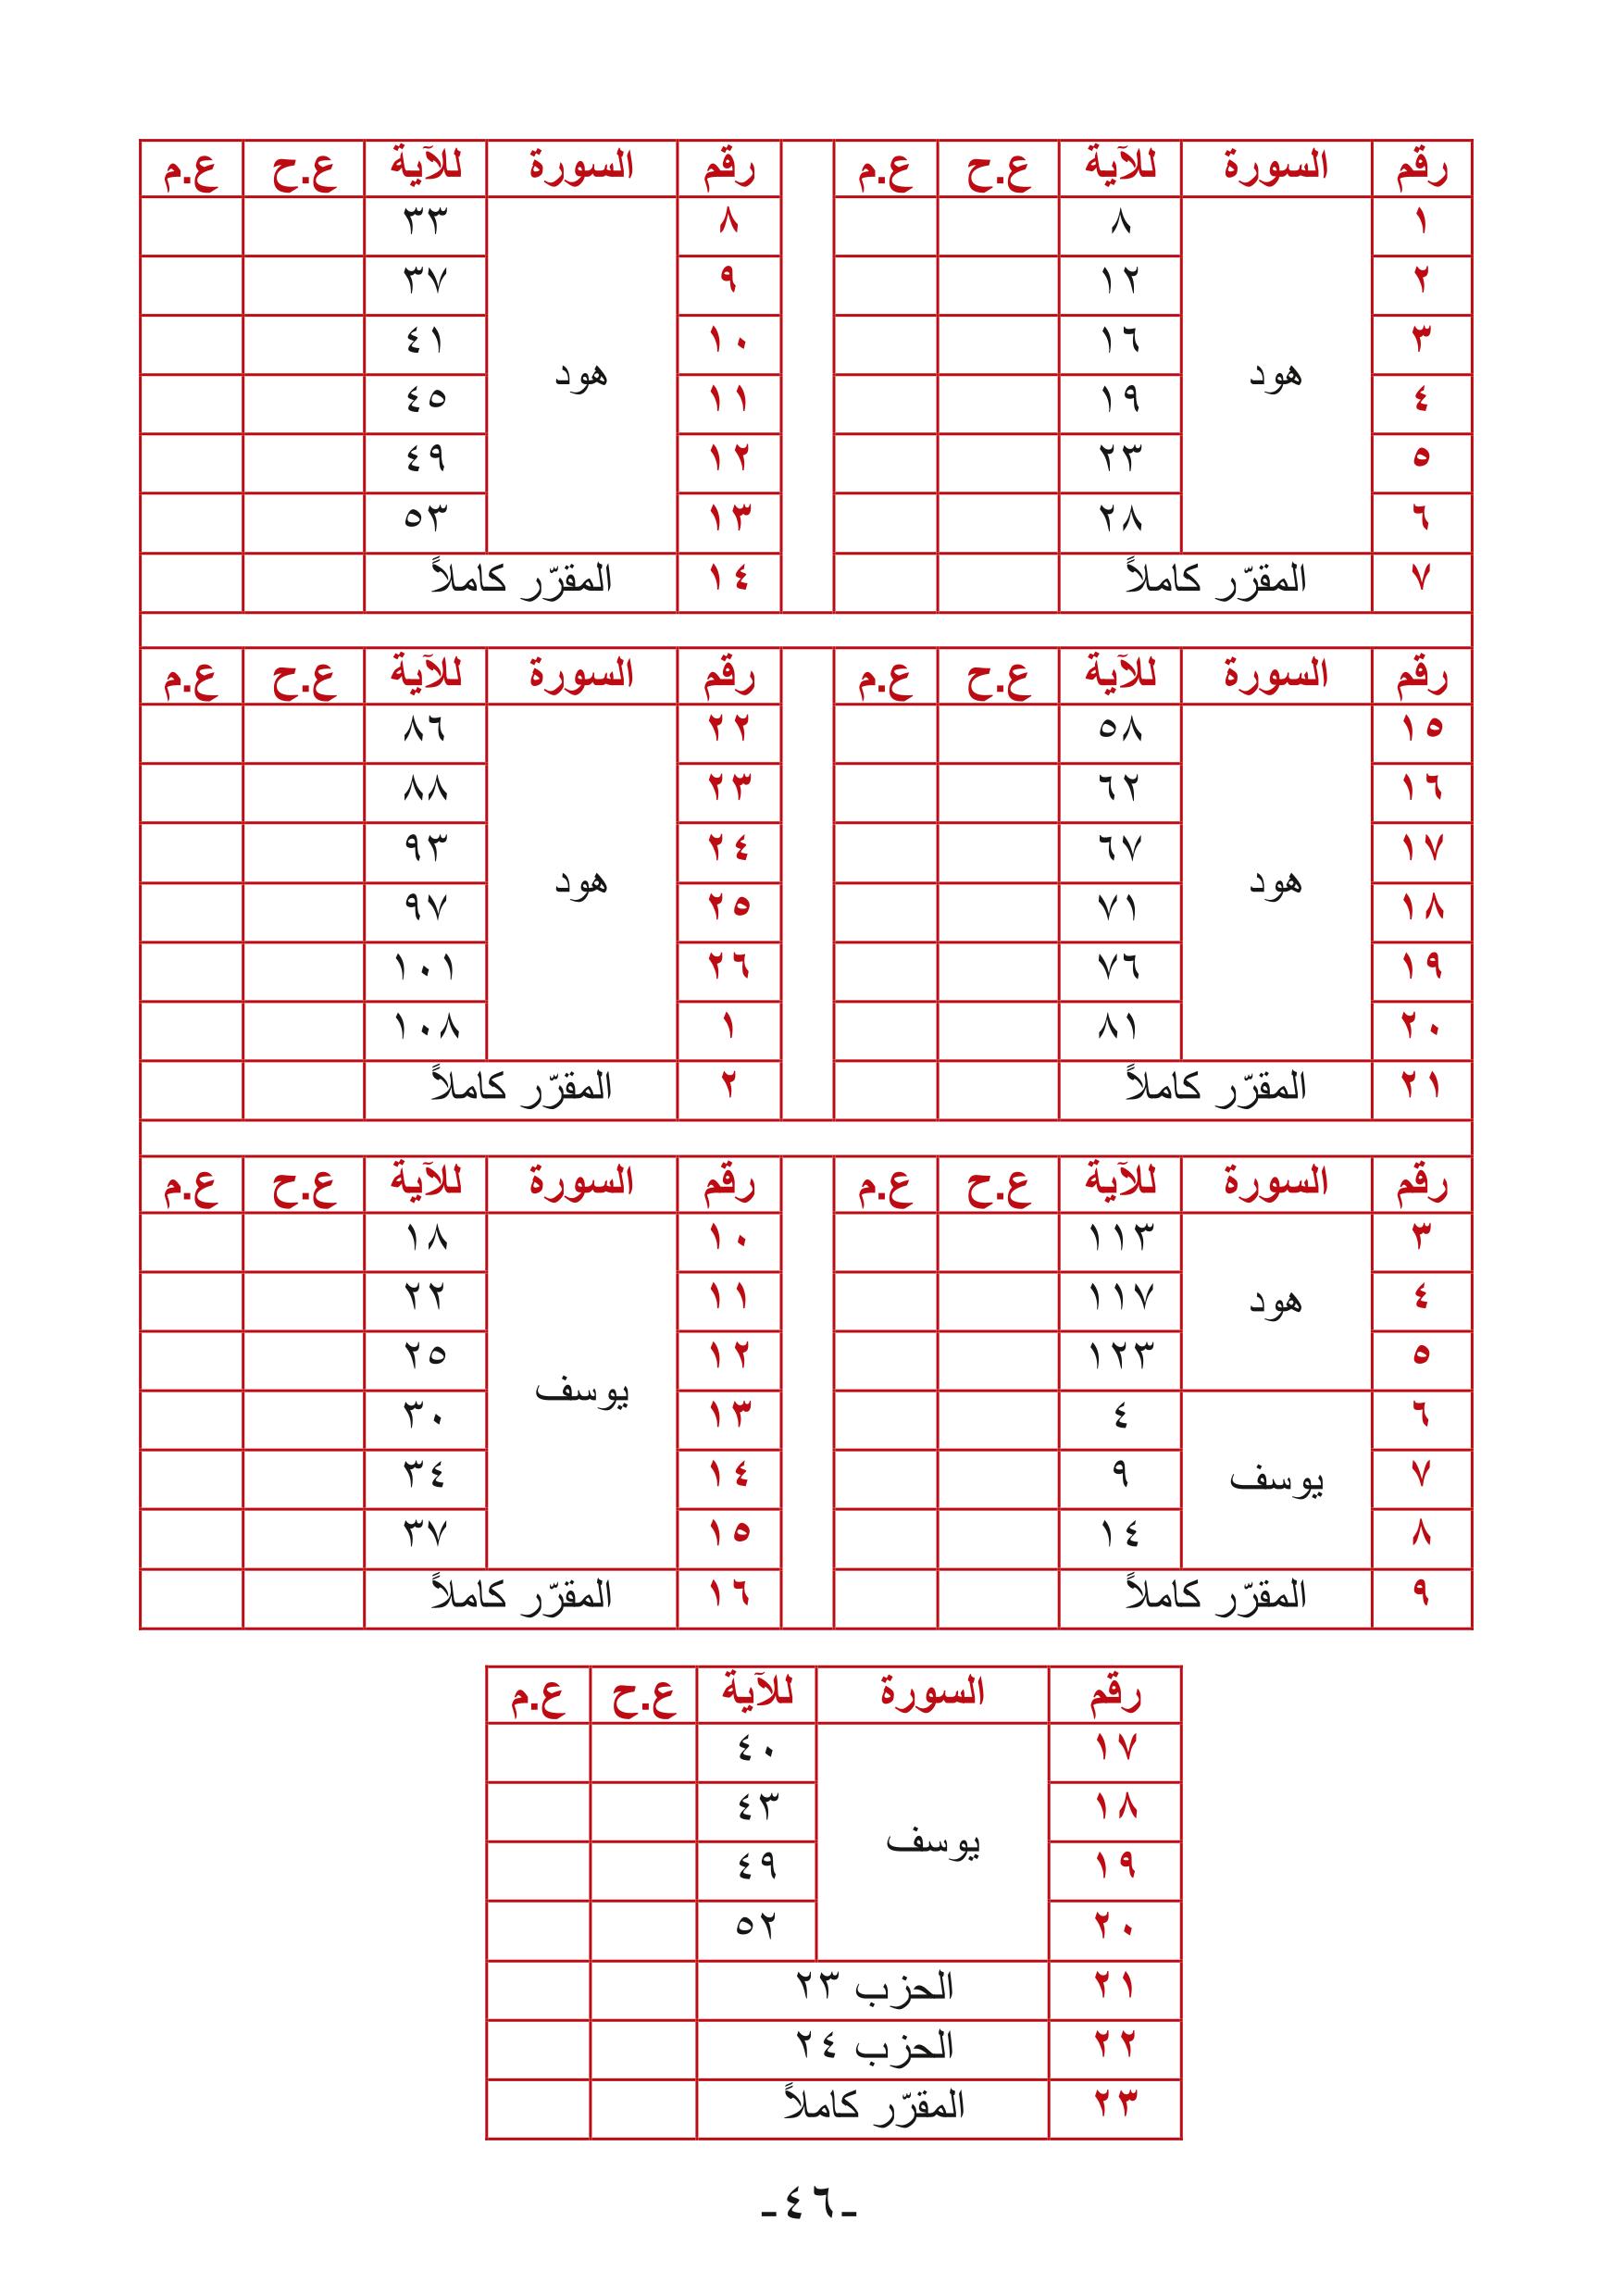 رقم السورة للآية ع.ح ع.م رقم السورة للآية ع.ح ع.م
١ هود ٨ ٨ هود ٣٣
٢ ١٢ ٩ ٣٧
٣ ١٦ ١٠ ٤١
٤ ١٩ ١١ ٤٥
٥ ٢٣ ١٢ ٤٩
٦ ٢٨ ١٣ ٥٣
٧ المقرّر كاملاً ١٤ المقرّر كاملاً
رقم السورة للآية ع.ح ع.م رقم السورة للآية ع.ح ع.م
١٥ هود ٥٨ ٢٢ هود ٨٦
١٦ ٦٢ ٢٣ ٨٨
١٧ ٦٧ ٢٤ ٩٣
١٨ ٧١ ٢٥ ٩٧
١٩ ٧٦ ٢٦ ١٠١
٢٠ ٨١ ١ ١٠٨
٢١ المقرّر كاملاً ٢ المقرّر كاملاً
رقم السورة للآية ع.ح ع.م رقم السورة للآية ع.ح ع.م
٣ هود ١١٣ ١٠ يوسف ١٨
٤ ١١٧ ١١ ٢٢
٥ ١٢٣ ١٢ ٢٥
٦ يوسف ٤ ١٣ ٣٠
٧ ٩ ١٤ ٣٤
٨ ١٤ ١٥ ٣٧
٩ المقرّر كاملاً ١٦ المقرّر كاملاً
رقم السورة للآية ع.ح ع.م
١٧ يوسف ٤٠
١٨ ٤٣
١٩ ٤٩
٢٠ ٥٢
٢١ الحزب ٢٣
٢٢ الحزب ٢٤
٢٣ المقرّر كاملاً
-٤٦-